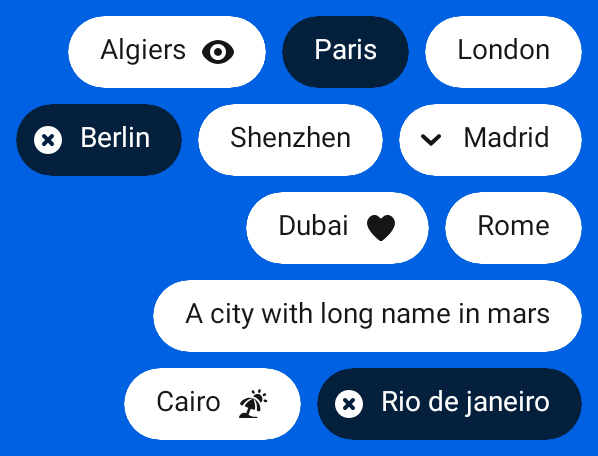 Algiers Paris London
Berlin Shenzhen Madrid
Dubai Rome
A city with long name in mars
Cairo Rio de janeiro